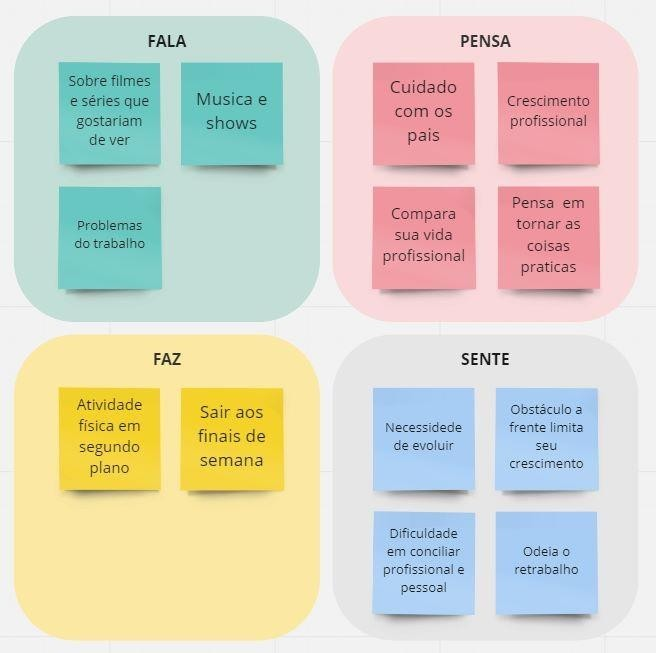 FALA
Sobre filmes
e séries que
gostariam
de ver
Musica e
shows
Problemas
do trabalho
PENSA
Cuidado
com os
pais
Crescimento
profissional
Compara
sua vida
profissional
Pensa em
tornar as
coisas
praticas
FAZ
Atividade
física em
segundo
plano
Sair aos
finais de
semana
SENTE
Necessidede
de evoluir
Obstáculo a
frente limita
seu
crescimento
Dificuldade
em conciliar
profissional e
pessoal
Odeia o
retrabalho